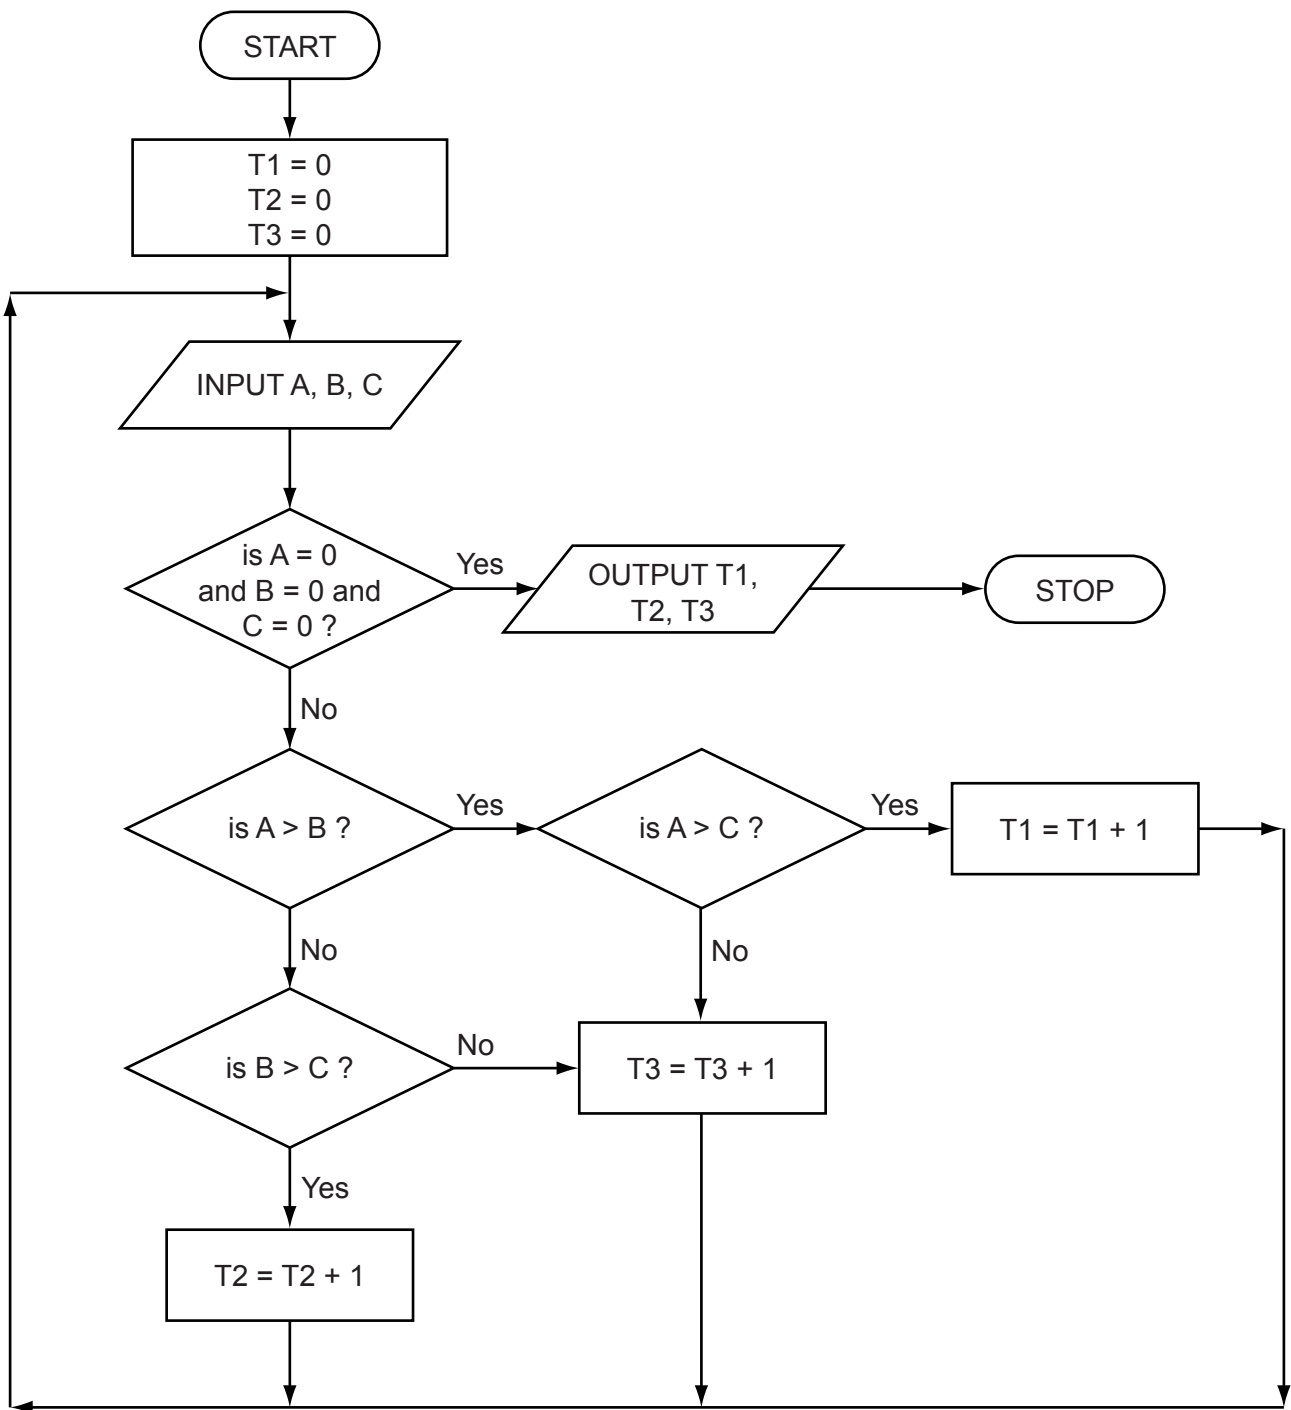 START
T1 = 0
T2 = 0
T3 = 0
INPUT A, B, C
is A = 0
and B = 0 and
C = 0 ?
Yes
OUTPUT T1,
T2, T3
STOP
No
is A > B ?
Yes
is A > C ?
Yes
T1 = T1 + 1
No
No
is B > C ?
No
T3 = T3 + 1
Yes
T2 = T2 + 1